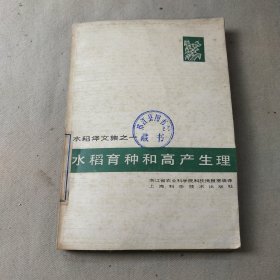 水稻译文集之一
藏书
水稻育种和高产生理
浙江省农业科学院科技情报室编译
上海科学技术出版社